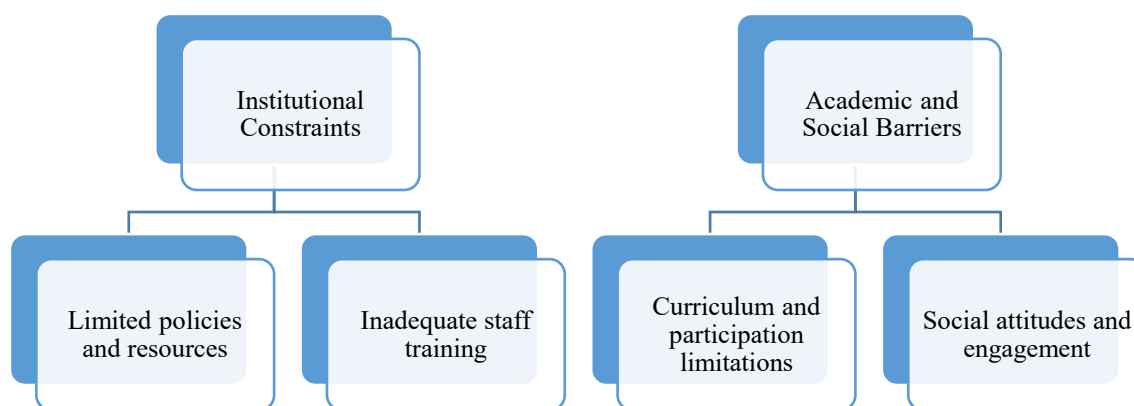 Institutional
Constraints
Academic and
Social Barriers
Limited policies
and resources
Inadequate staff
training
Curriculum and
participation
limitations
Social attitudes and
engagement